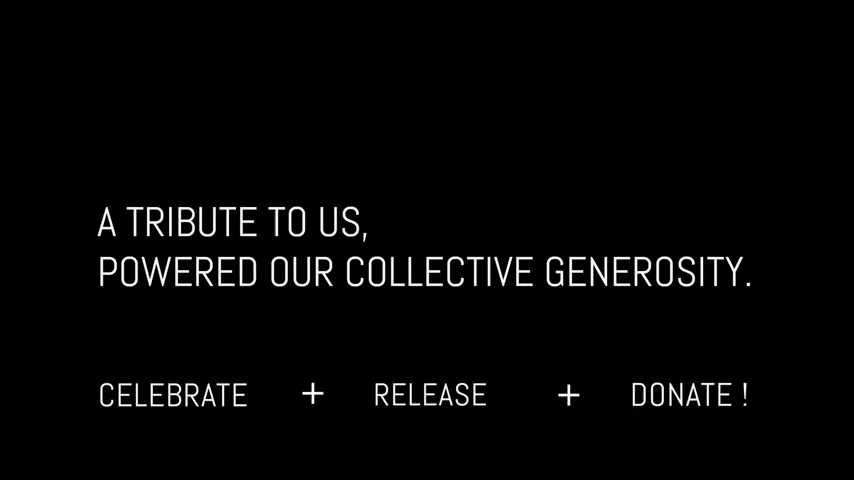 A TRIBUTE TO US,
POWERED OUR COLLECTIVE GENEROSITY.
CELEBRATE + RELEASE + DONATE !